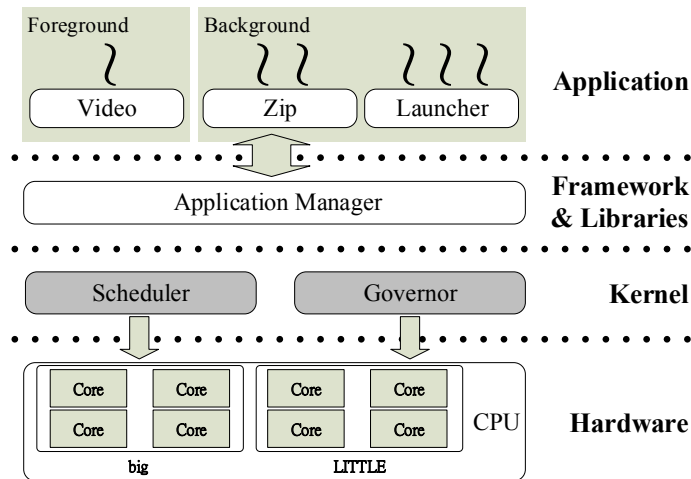 Foreground
Background
Video
Zip
Launcher
Application
Application Manager
Framework
& Libraries
Scheduler
Governor
Kernel
Core
Core
Core
Core
Core
Core
Core
Core
CPU
big
LITTLE
Hardware